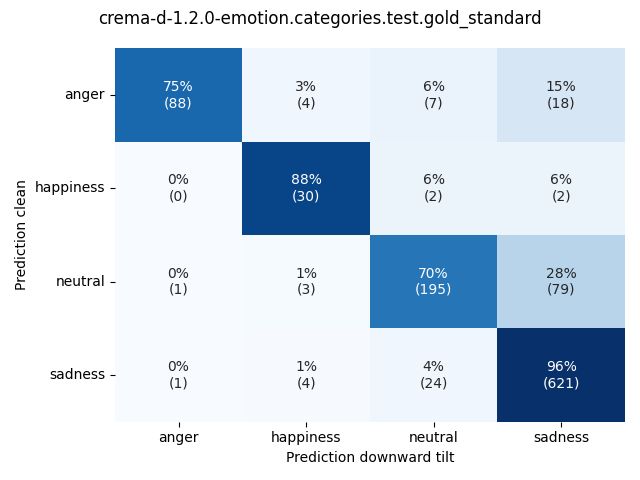 crema-d-1.2.0-emotion.categories.test.gold_standard
Prediction clean
anger
75%
(88)
3%
(4)
6%
(7)
15%
(18)
happiness
0%
(0)
88%
(30)
6%
(2)
6%
(2)
neutral
0%
(1)
1%
(3)
70%
(195)
28%
(79)
sadness
0%
(1)
1%
(4)
4%
(24)
96%
(621)
anger
happiness
neutral
sadness
Prediction downward tilt